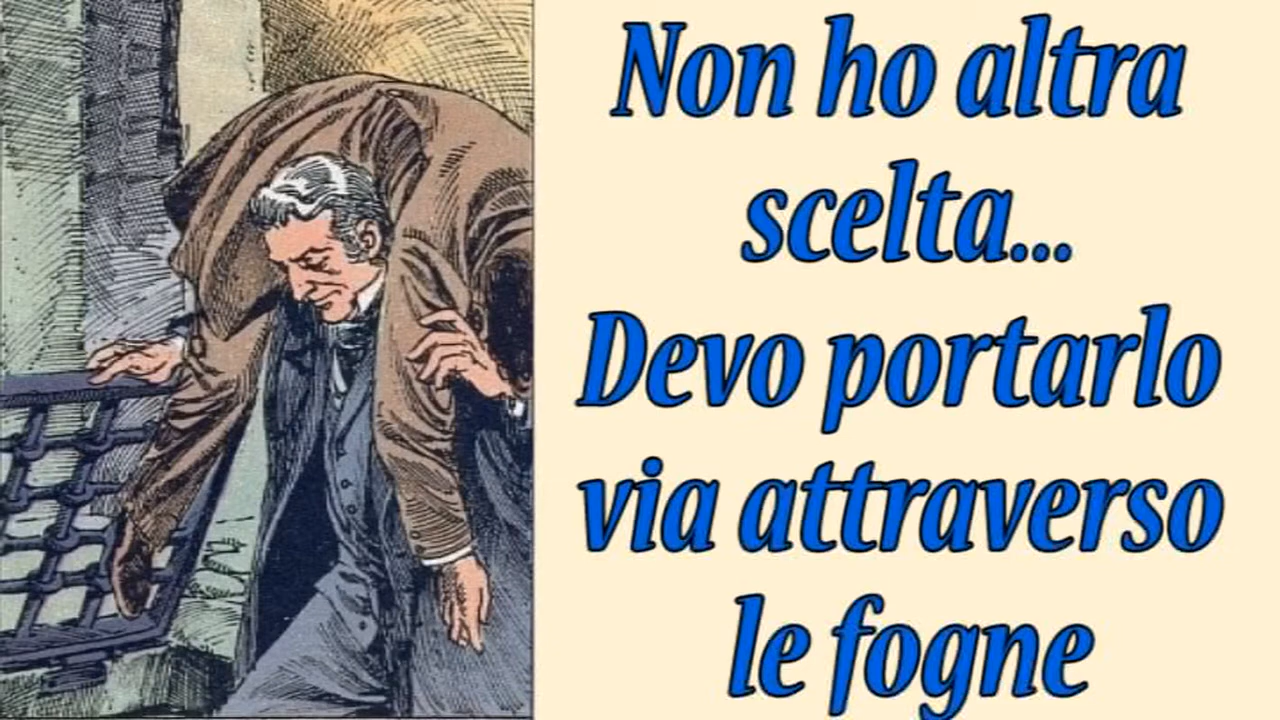 Non ho altra
scelta...
Devo portarlo
via attraverso
le fogne